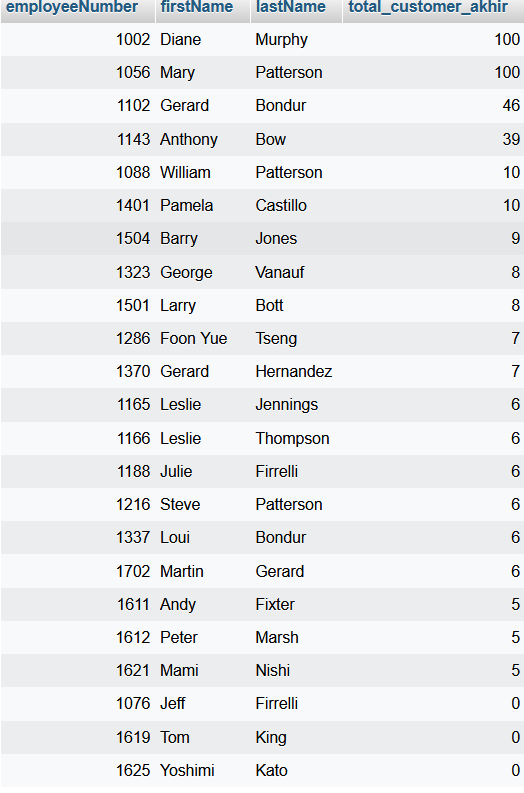 employeeNumber firstName lastName total_customer_akhir
1002 Diane Murphy 100
1056 Mary Patterson 100
1102 Gerard Bondur 46
1143 Anthony Bow 39
1088 William Patterson 10
1401 Pamela Castillo 10
1504 Barry Jones 9
1323 George Vanauf 8
1501 Larry Bott 8
1286 Foon Yue Tseng 7
1370 Gerard Hernandez 7
1165 Leslie Jennings 6
1166 Leslie Thompson 6
1188 Julie Firrelli 6
1216 Steve Patterson 6
1337 Loui Bondur 6
1702 Martin Gerard 6
1611 Andy Fixter 5
1612 Peter Marsh 5
1621 Mami Nishi 5
1076 Jeff Firrelli 0
1619 Tom King 0
1625 Yoshimi Kato 0